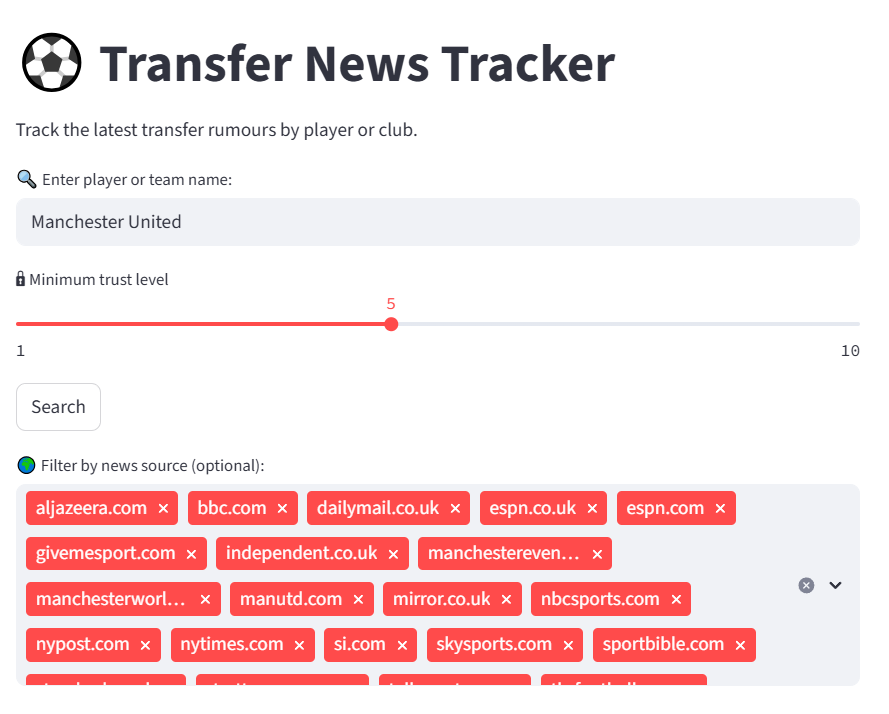 Transfer News Tracker
Track the latest transfer rumours by player or club.
Enter player or team name:
Manchester United
Minimum trust level
5
1 10
Search
Filter by news source (optional):
aljazeera.com × bbc.com × dailymail.co.uk × espn.co.uk × espn.com ×
givemesport.com × independent.co.uk × manchestereven… ×
manchesterworl… × manutd.com × mirror.co.uk × nbcsports.com ×
nypost.com × nytimes.com × si.com × skysports.com × sportbible.com ×